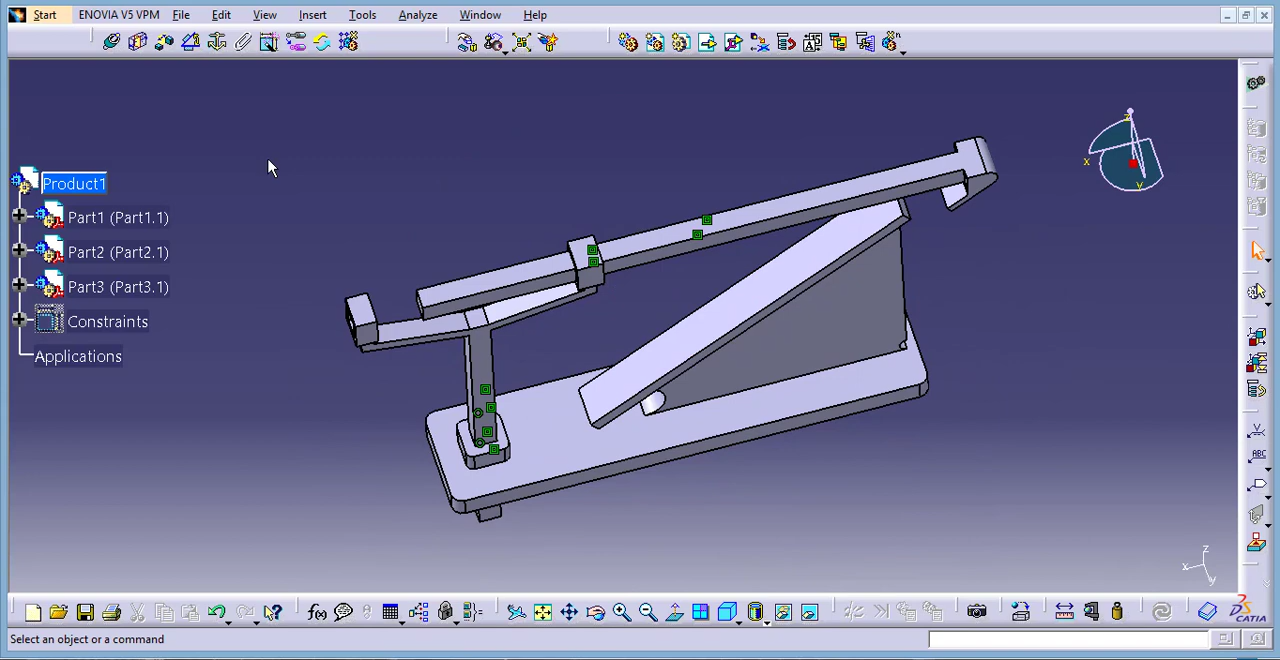 Start ENOVIA V5 VPM File Edit View Insert Tools Analyze Window Help
z
x
y
Product1
Part1 (Part1.1)
Part2 (Part2.1)
Part3 (Part3.1)
Constraints
Applications
ABC
z
x
y
f(x)
CATIA
Select an object or a command